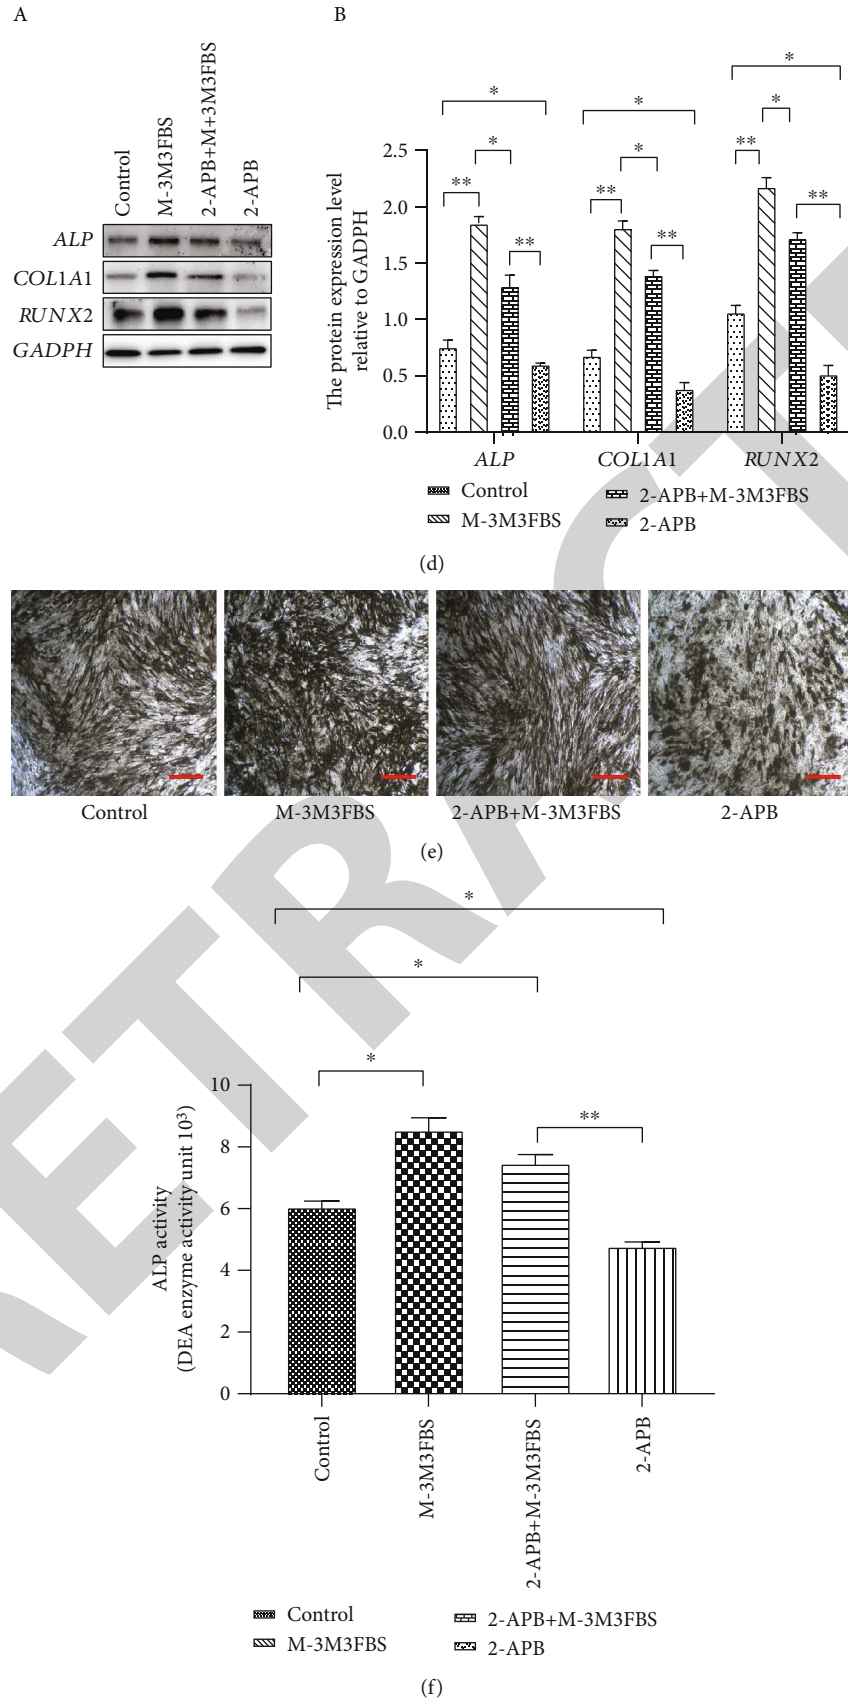 A
B
Control
M-3M3FBS
2-APB+M+3M3FBS
2-APB
ALP
COL1A1
RUNX2
GADPH
The protein expression level
relative to GADPH
2.5
2.0
1.5
1.0
0.5
0.0
*
*
**
**
*
*
**
**
*
*
**
**
ALP
COL1A1
RUNX2
Control
M-3M3FBS
2-APB+M-3M3FBS
2-APB
(d)
Control
M-3M3FBS
2-APB+M-3M3FBS
2-APB
(e)
*
*
*
**
ALP activity
(DEA enzyme activity unit 10³)
10
8
6
4
2
0
Control
M-3M3FBS
2-APB+M-3M3FBS
2-APB
Control
M-3M3FBS
2-APB+M-3M3FBS
2-APB
(f)
RETRACT